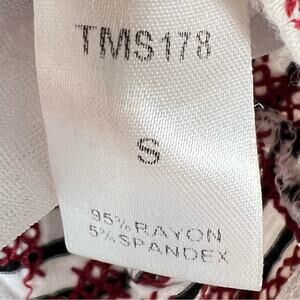 TMS178
S
95% RAYON
5% SPANDEX